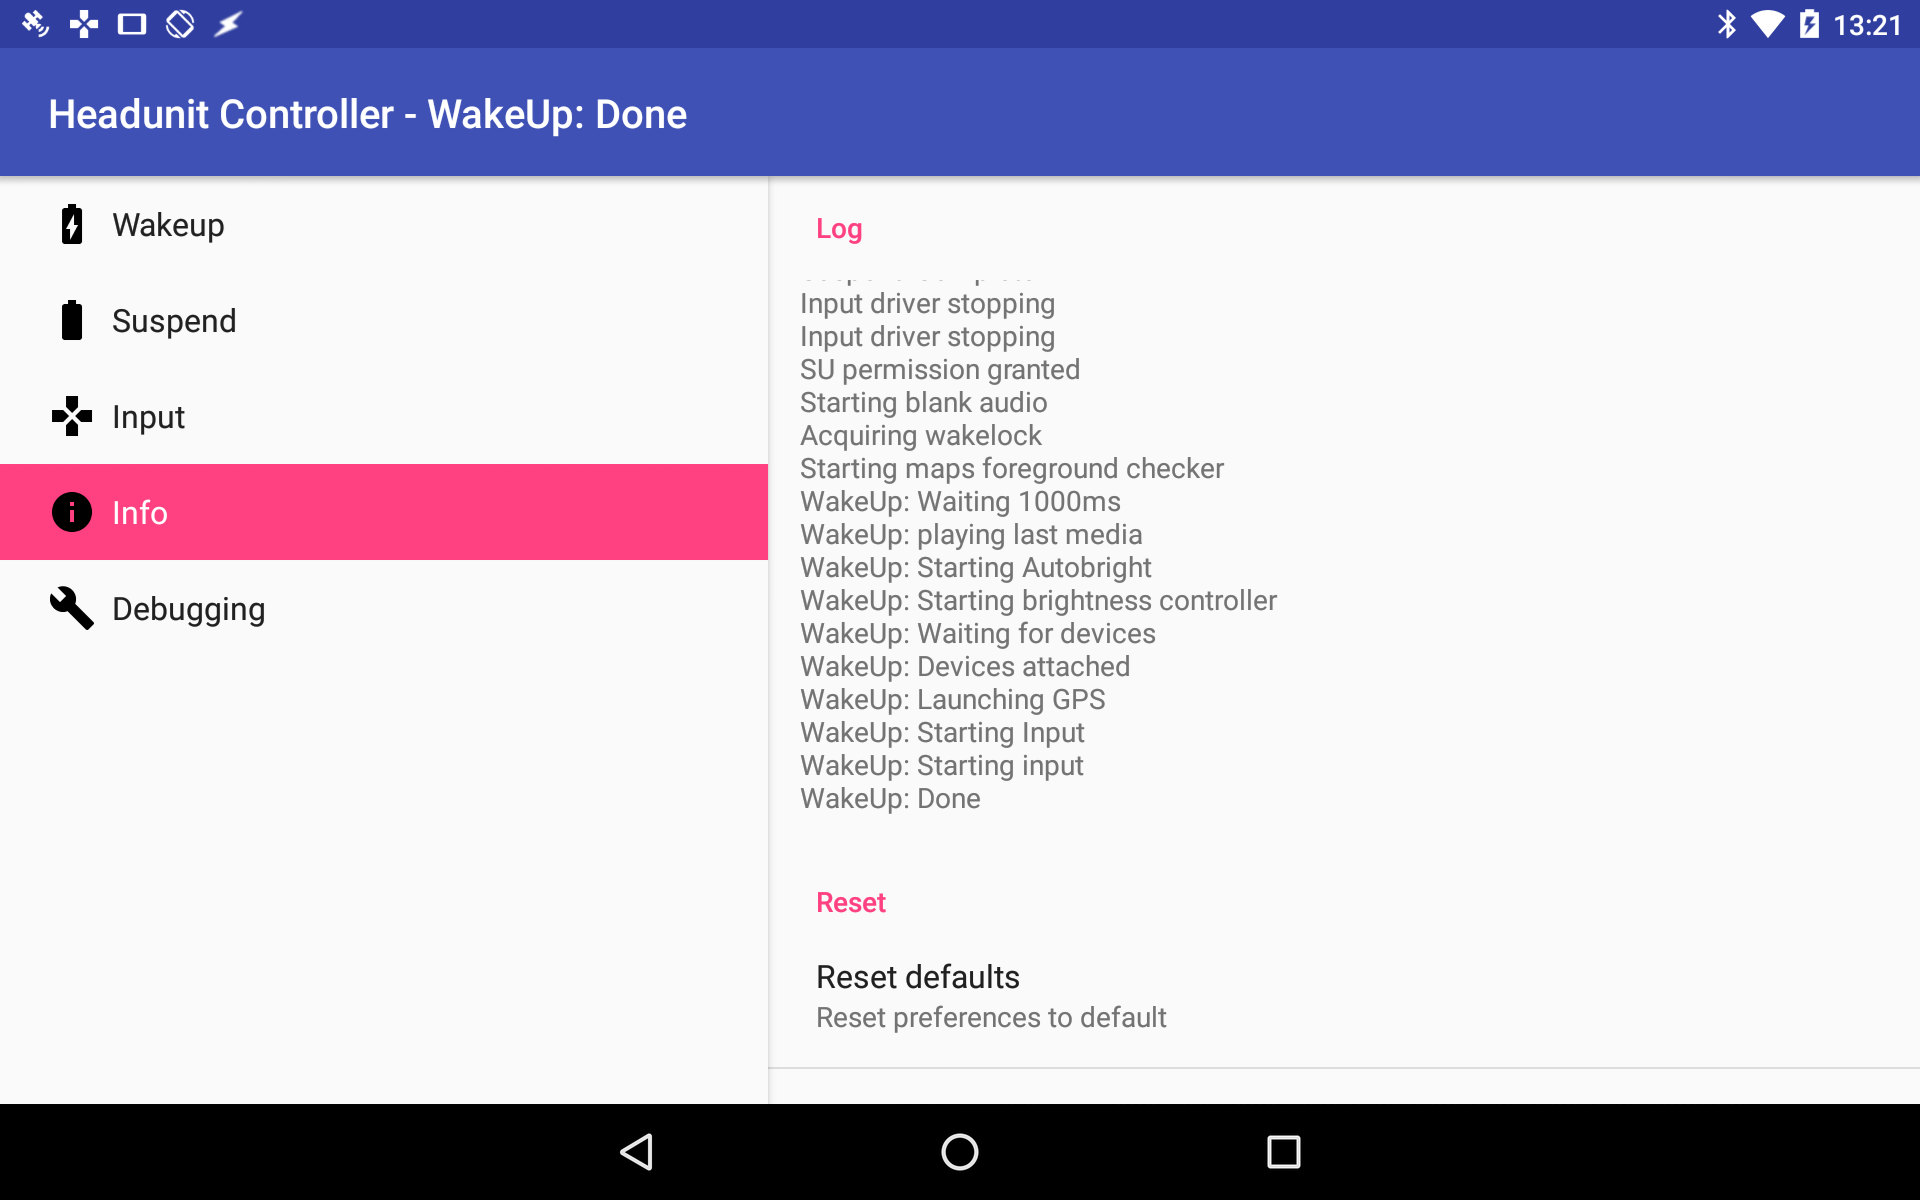 13:21
Headunit Controller - WakeUp: Done
Wakeup
Suspend
Input
Info
Debugging
Log
Input driver stopping
Input driver stopping
SU permission granted
Starting blank audio
Acquiring wakelock
Starting maps foreground checker
WakeUp: Waiting 1000ms
WakeUp: playing last media
WakeUp: Starting Autobright
WakeUp: Starting brightness controller
WakeUp: Waiting for devices
WakeUp: Devices attached
WakeUp: Launching GPS
WakeUp: Starting Input
WakeUp: Starting input
WakeUp: Done
Reset
Reset defaults
Reset preferences to default